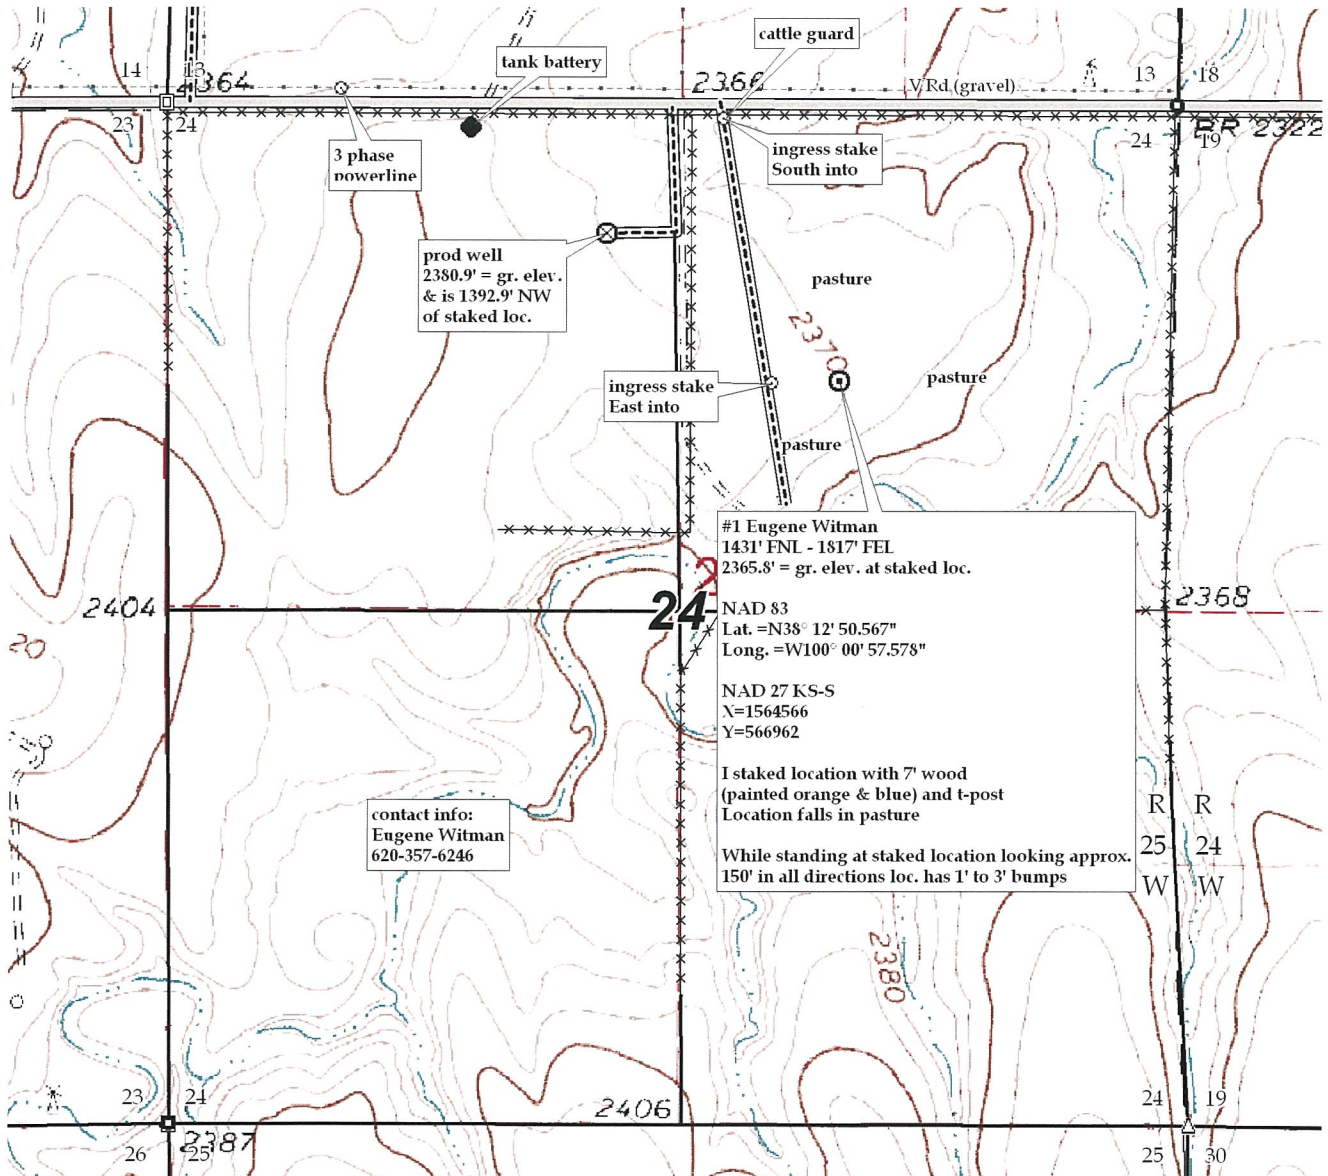 cattle guard
tank battery
14 13
2364
2366
V Rd (gravel)
13 18
23 24
24 19
BR 2322
3 phase
powerline
ingress stake
South into
prod well
2380.9' = gr. elev.
& is 1392.9' NW
of staked loc.
pasture
2370
pasture
ingress stake
East into
pasture
#1 Eugene Witman
1431' FNL - 1817' FEL
2365.8' = gr. elev. at staked loc.
NAD 83
Lat. =N38° 12' 50.567"
Long. =W100° 00' 57.578"
NAD 27 KS-S
X=1564566
Y=566962
I staked location with 7' wood
(painted orange & blue) and t-post
Location falls in pasture
While standing at staked location looking approx.
150' in all directions loc. has 1' to 3' bumps
2404
24
2368
20
contact info:
Eugene Witman
620-357-6246
R R
25 24
W W
2380
23 24
2406
24 19
2387
26 25
25 30